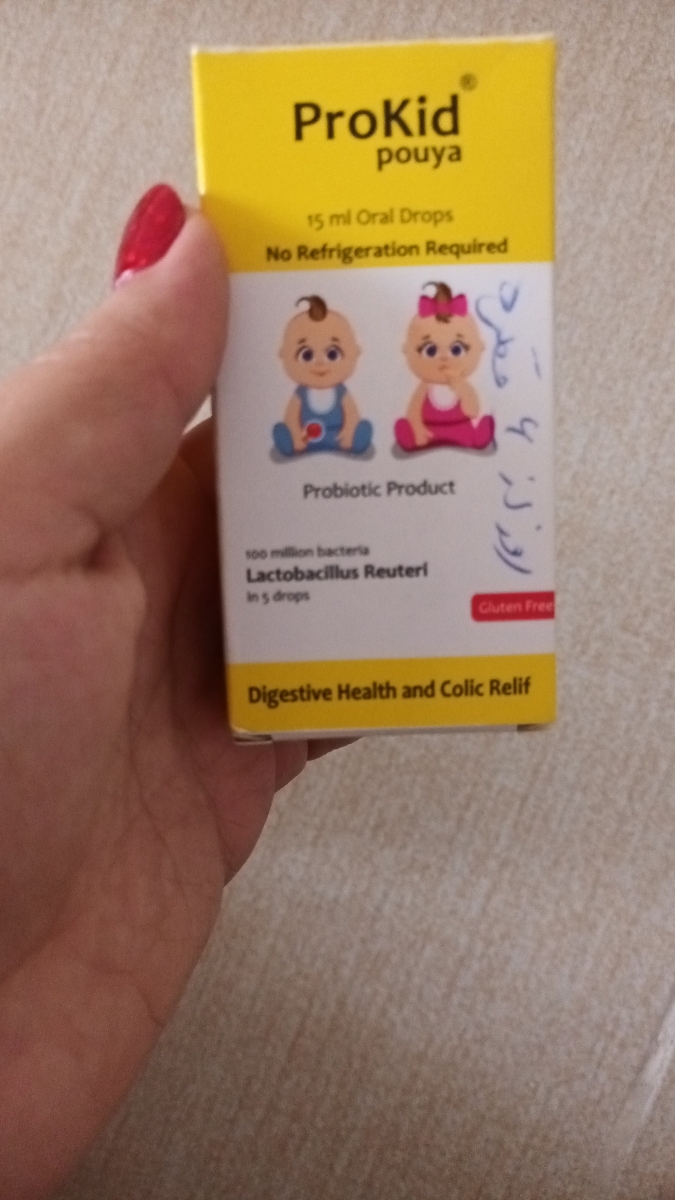 ProKid®
pouya
15 ml Oral Drops
No Refrigeration Required
Probiotic Product
100 million bacteria
Lactobacillus Reuteri
in 5 drops
Gluten Free
Digestive Health and Colic Relif
قطره